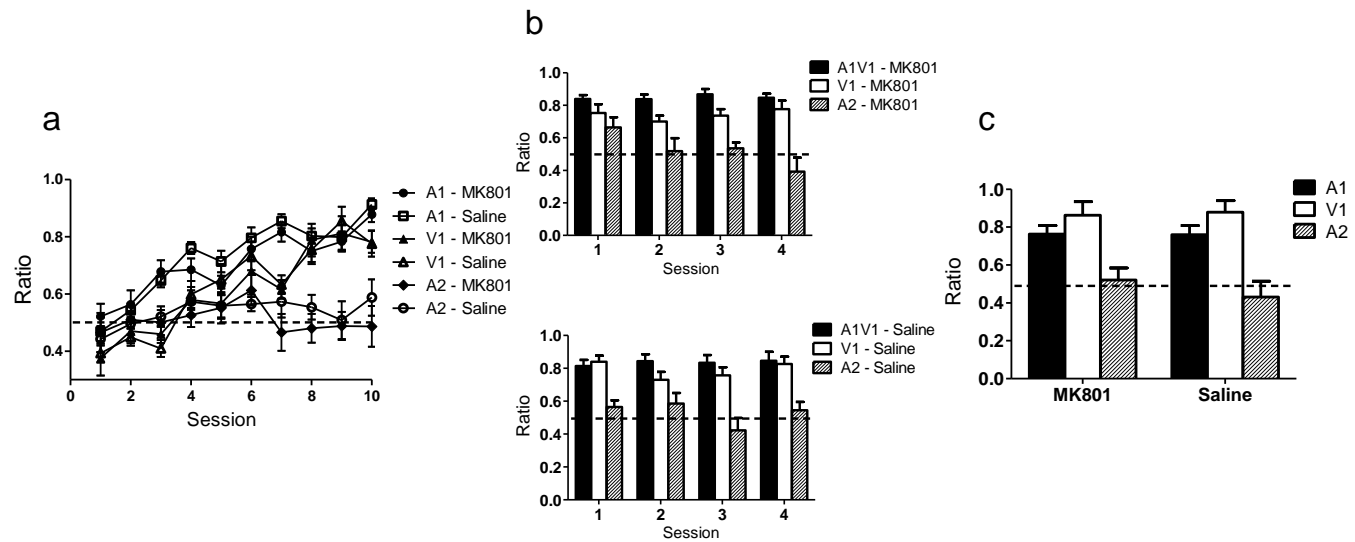 a
Ratio
1.0
0.8
0.6
0.4
0 2 4 6 8 10
Session
A1 - MK801
A1 - Saline
V1 - MK801
V1 - Saline
A2 - MK801
A2 - Saline
b
Ratio
1.0
0.8
0.6
0.4
0.2
0.0
1 2 3 4
Session
A1V1 - MK801
V1 - MK801
A2 - MK801
Ratio
1.0
0.8
0.6
0.4
0.2
0.0
1 2 3 4
Session
A1V1 - Saline
V1 - Saline
A2 - Saline
c
Ratio
1.0
0.8
0.6
0.4
0.2
0.0
MK801 Saline
A1
V1
A2